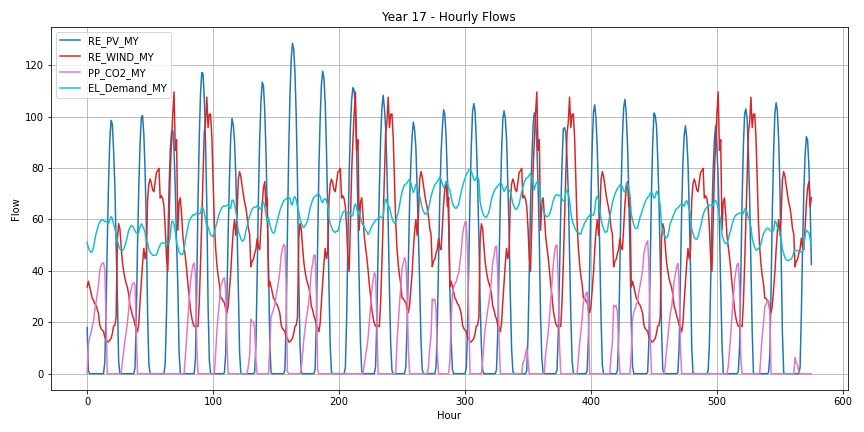 Year 17 - Hourly Flows
RE_PV_MY
RE_WIND_MY
PP_CO2_MY
EL_Demand_MY
Flow
120
100
80
60
40
20
0
0 100 200 300 400 500 600
Hour